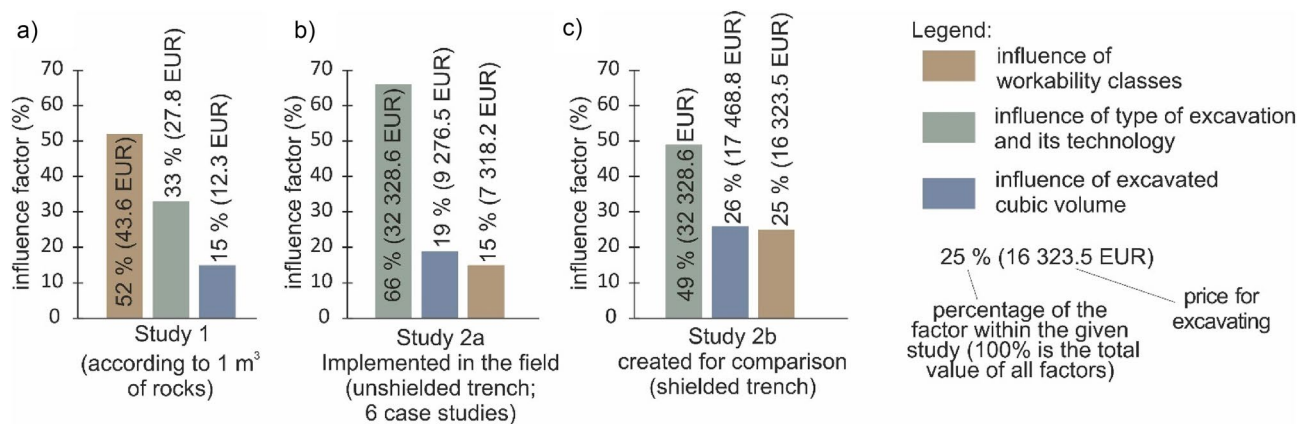 a)
influence factor (%)
70
60
50
40
30
20
10
0
52 % (43.6 EUR)
33 % (27.8 EUR)
15 % (12.3 EUR)
Study 1
(according to 1 m³
of rocks)
b)
influence factor (%)
70
60
50
40
30
20
10
0
66 % (32 328.6 EUR)
19 % (9 276.5 EUR)
15 % (7 318.2 EUR)
Study 2a
Implemented in the field
(unshielded trench;
6 case studies)
c)
influence factor (%)
70
60
50
40
30
20
10
0
49 % (32 328.6 EUR)
26 % (17 468.8 EUR)
25 % (16 323.5 EUR)
Study 2b
created for comparison
(shielded trench)
Legend:
influence of
workability classes
influence of type of excavation
and its technology
influence of excavated
cubic volume
25 % (16 323.5 EUR)
percentage of the
factor within the given
study (100% is the total
value of all factors)
price for
excavating